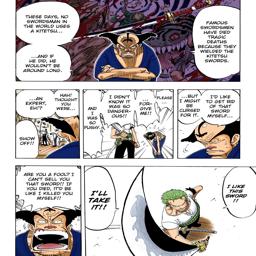 FAMOUS
SWORDSMEN
HAVE DIED
TRAGIC
DEATHS
BECAUSE THEY
WIELDED THE
KITETSU
SWORDS.
THESE DAYS, NO
SWORDSMAN IN
THE WORLD
USES A
KITETSU...
...AND IF
HE DID, HE
WOULDN'T
BE AROUND
LONG.
I'D LIKE
TO GET RID
OF THAT
SWORD
MYSELF...
...BUT I
MIGHT BE
CURSED
FOR IT.
PLEASE
FOR-
GIVE
ME!!
I DIDN'T
KNOW IT
WAS SO
DANGER-
OUS!!
AND I
WAS SO
PUSHY.
HAH!
THOUGHT
YOU
WERE...
...AN
EXPERT,
EH?!
SHOW
OFF!!
I LIKE
THIS
SWORD
!!
I'LL
TAKE
IT!!
ARE YOU A FOOL? I
CAN'T SELL YOU
THAT SWORD!! IF
YOU DIED, IT'D BE
LIKE I KILLED YOU
MYSELF!!